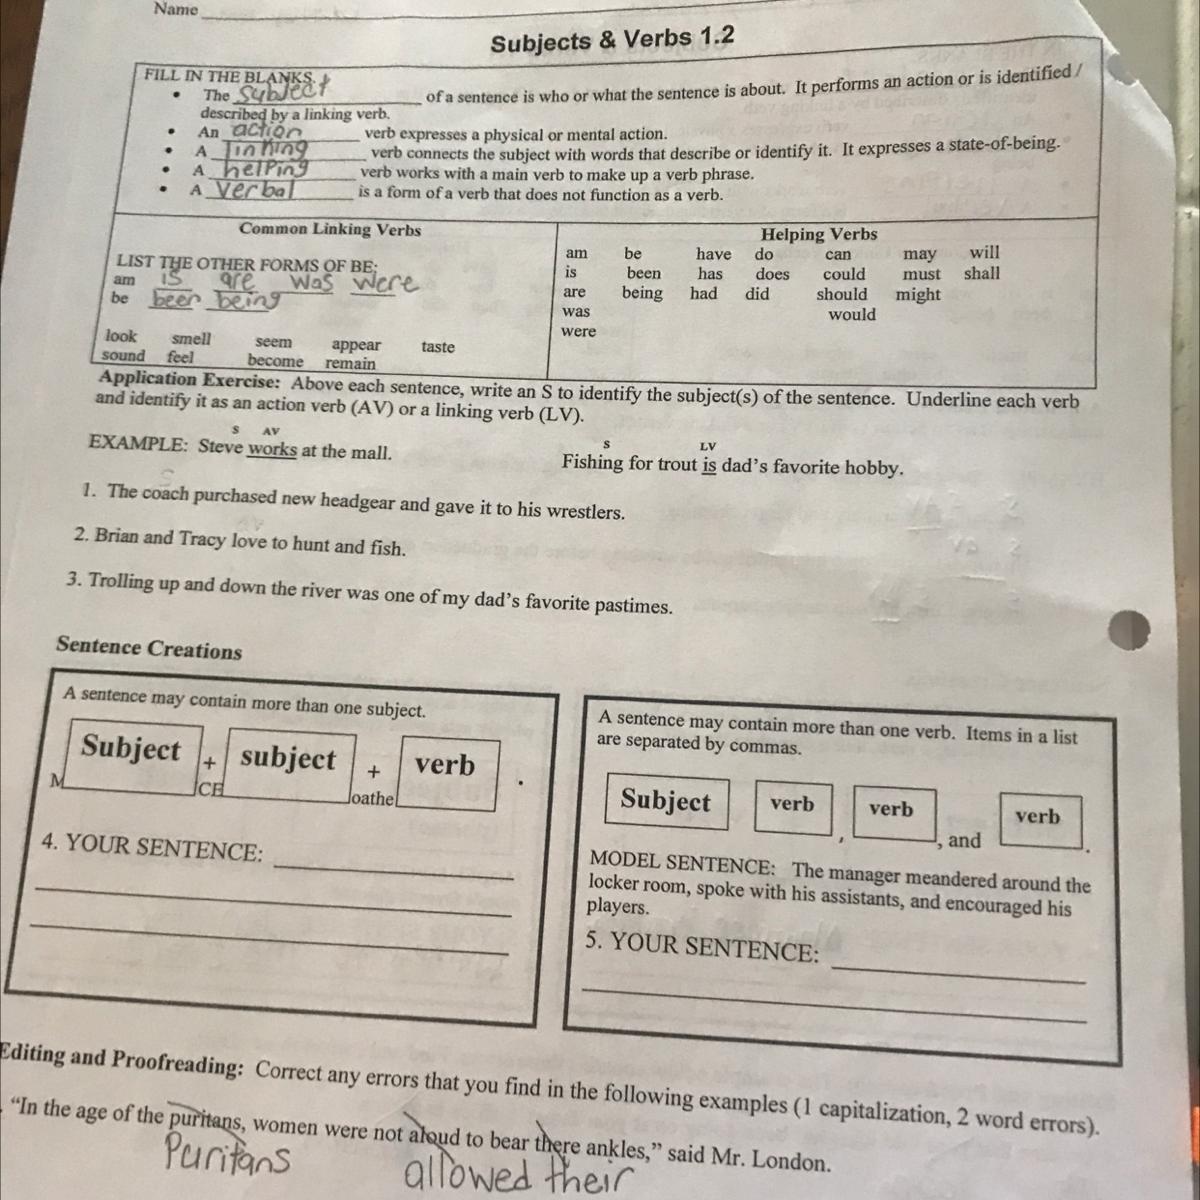 Name
Subjects & Verbs 1.2
FILL IN THE BLANKS.
• The Subject of a sentence is who or what the sentence is about. It performs an action or is identified /
described by a linking verb.
• An action verb expresses a physical or mental action.
• A linking verb connects the subject with words that describe or identify it. It expresses a state-of-being.
• A helping verb works with a main verb to make up a verb phrase.
• A Verbal is a form of a verb that does not function as a verb.
Common Linking Verbs
LIST THE OTHER FORMS OF BE:
am is are was were
be been being
look smell seem appear taste
sound feel become remain
Helping Verbs
am be have do can may will
is been has does could must shall
are being had did should might
was would
were
Application Exercise: Above each sentence, write an S to identify the subject(s) of the sentence. Underline each verb
and identify it as an action verb (AV) or a linking verb (LV).
S AV
EXAMPLE: Steve works at the mall.
S LV
Fishing for trout is dad's favorite hobby.
1. The coach purchased new headgear and gave it to his wrestlers.
2. Brian and Tracy love to hunt and fish.
3. Trolling up and down the river was one of my dad's favorite pastimes.
Sentence Creations
A sentence may contain more than one subject.
Subject + subject + verb .
M CH loathe
4. YOUR SENTENCE:
A sentence may contain more than one verb. Items in a list
are separated by commas.
Subject verb , verb , and verb .
MODEL SENTENCE: The manager meandered around the
locker room, spoke with his assistants, and encouraged his
players.
5. YOUR SENTENCE:
Editing and Proofreading: Correct any errors that you find in the following examples (1 capitalization, 2 word errors).
"In the age of the puritans, women were not aloud to bear there ankles," said Mr. London.
Puritans allowed their